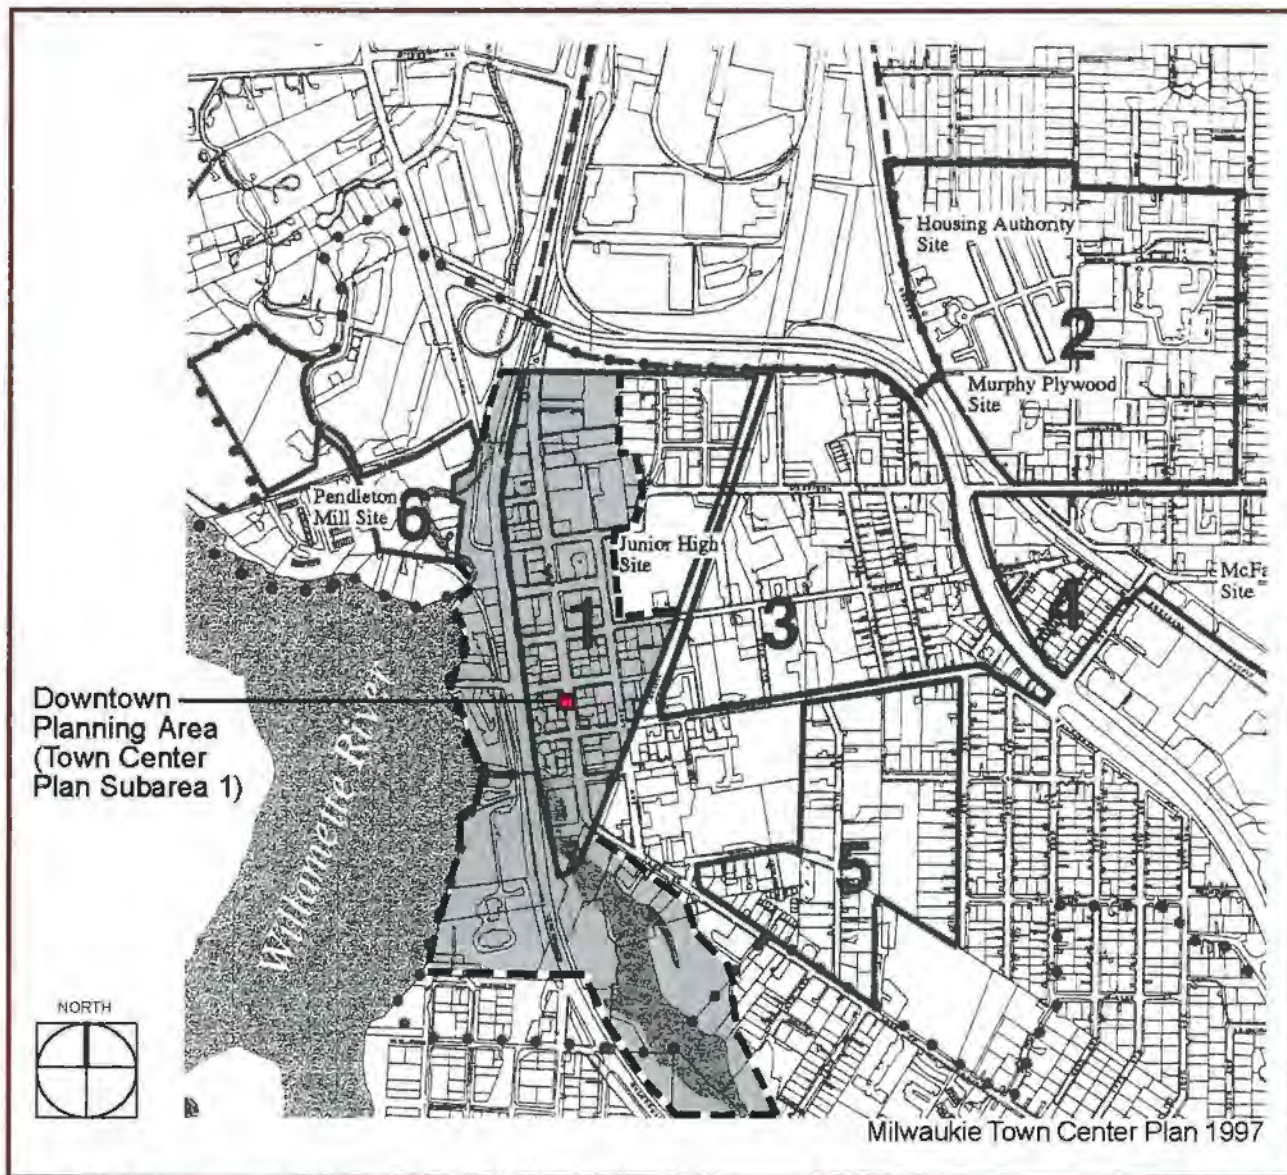 Housing Authority
Site
2
Murphy Plywood
Site
Pendleton
Mill Site
6
Junior High
Site
1
3
4
McFa
Site
Downtown
Planning Area
(Town Center
Plan Subarea 1)
Willamette River
5
NORTH
Milwaukie Town Center Plan 1997